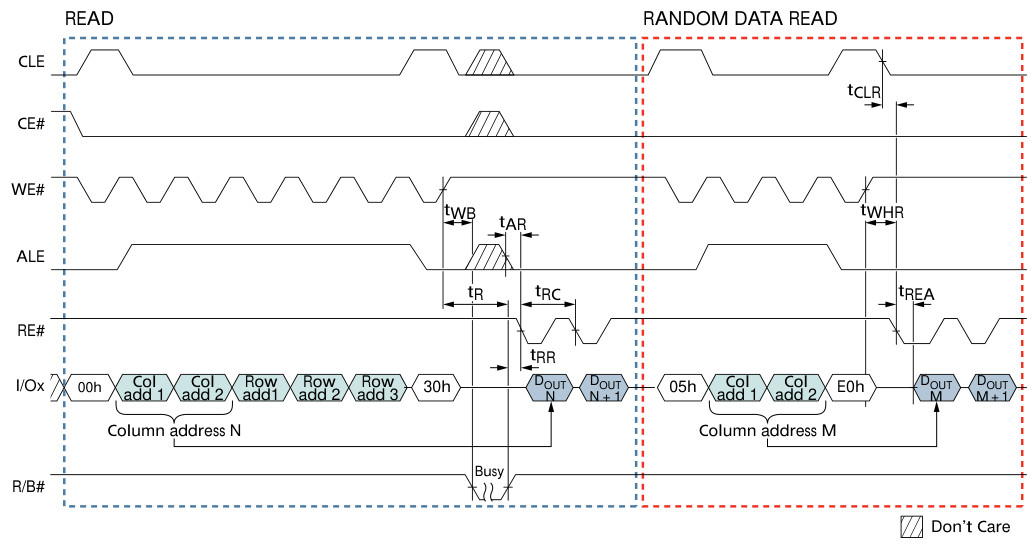 READ
RANDOM DATA READ
CLE
tCLR
CE#
WE#
tWB
tAR
tWHR
ALE
tR
tRC
tREA
RE#
tRR
I/Ox
00h
Col add 1
Col add 2
Row add1
Row add 2
Row add 3
30h
DOUT N
DOUT N + 1
05h
Col add 1
Col add 2
E0h
DOUT M
DOUT M + 1
Column address N
Column address M
Busy
R/B#
Don't Care